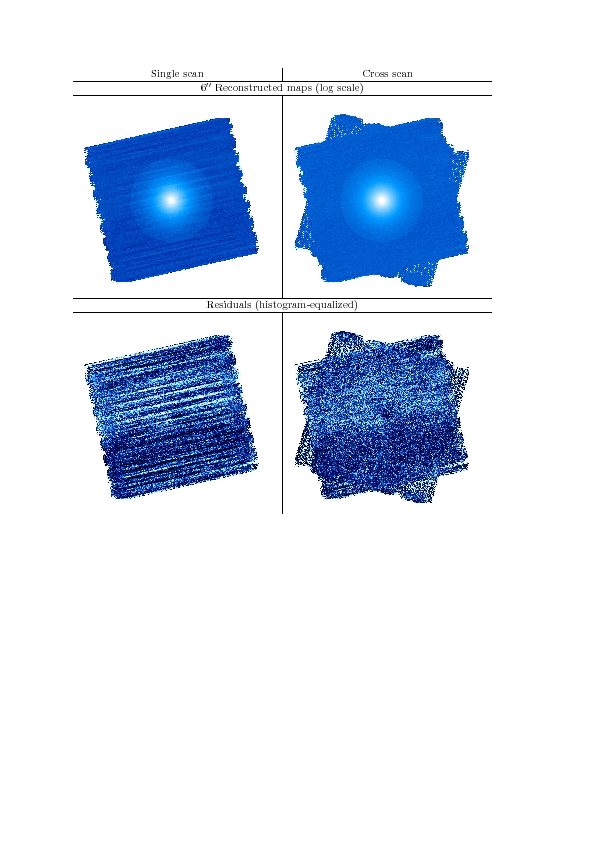 Single scan Cross scan
6″ Reconstructed maps (log scale)
Residuals (histogram-equalized)